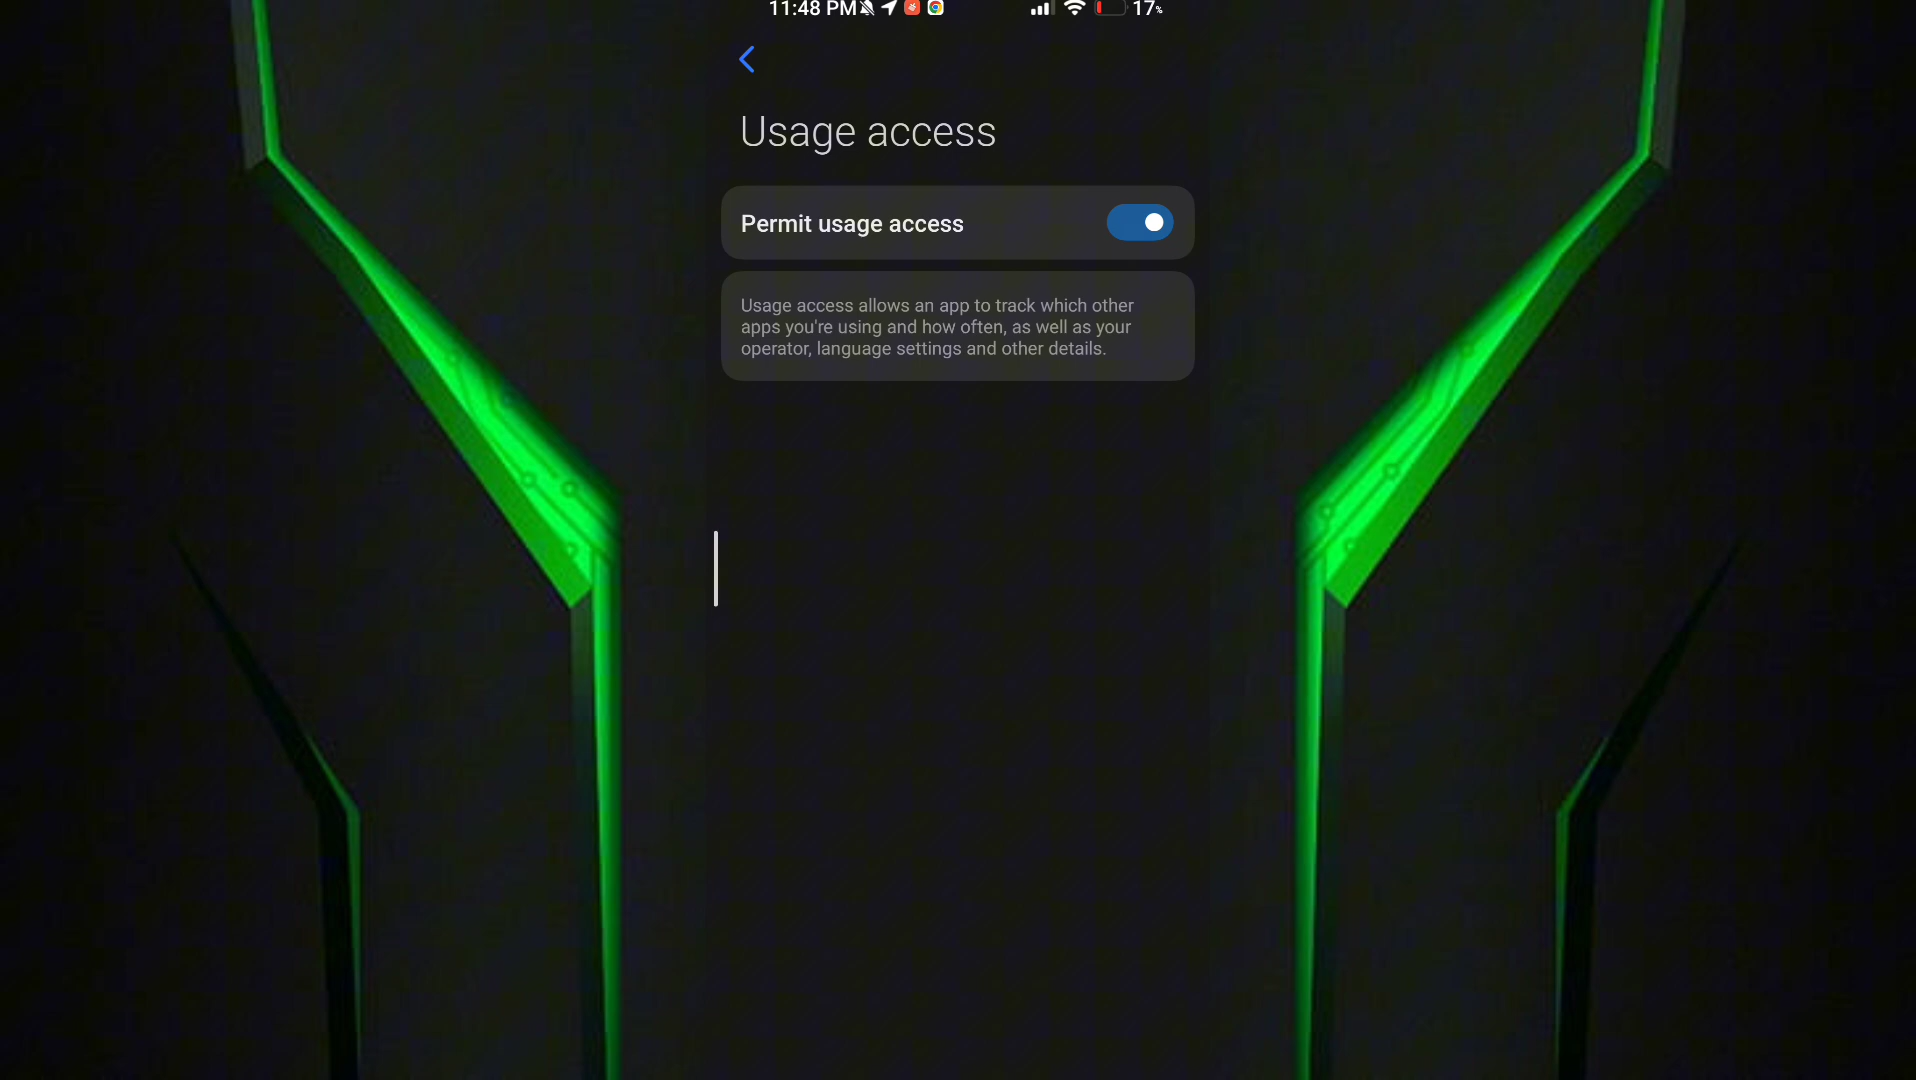 11:48 PM 17%
Usage access
Permit usage access
Usage access allows an app to track which other
apps you're using and how often, as well as your
operator, language settings and other details.